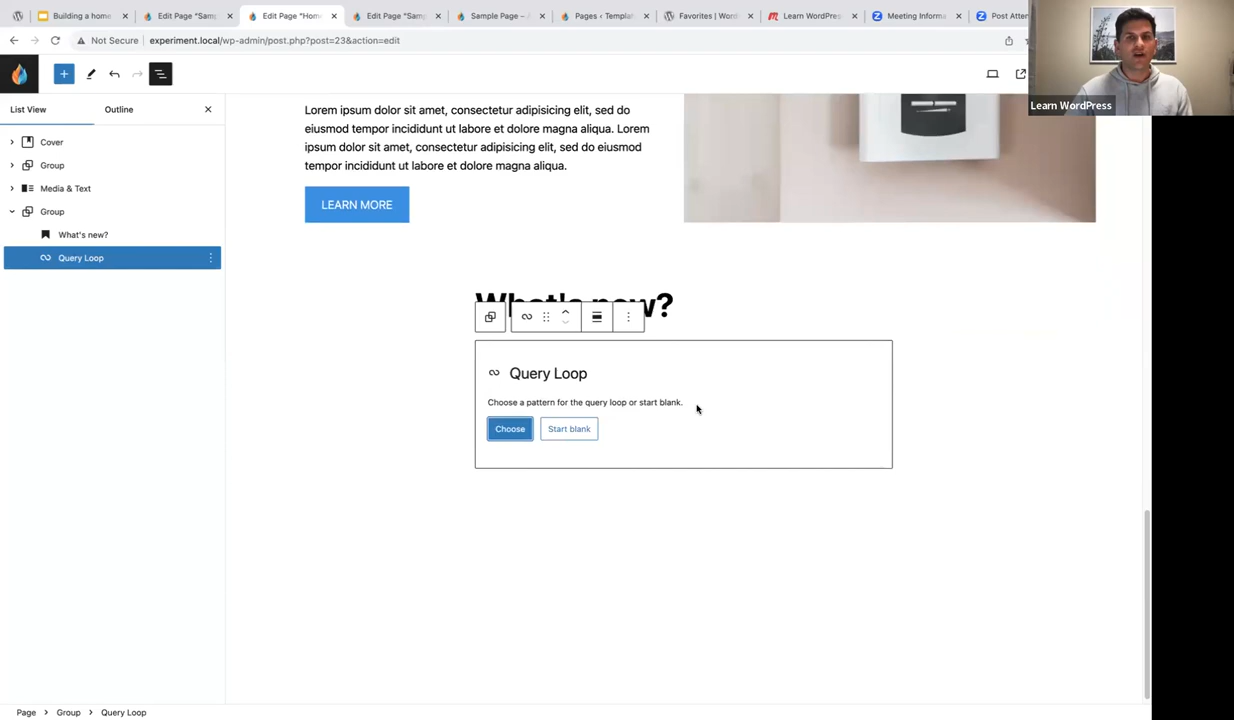 Building a home
Edit Page "Samp
Edit Page "Hom
Edit Page "Samp
Sample Page –
Pages ‹ Templat
Favorites | Word
Learn WordPress
Meeting Informa
Post Atten
Not Secure
experiment.local/wp-admin/post.php?post=23&action=edit
Learn WordPress
List View
Outline
Cover
Group
Media & Text
Group
What's new?
Query Loop
Lorem ipsum dolor sit amet, consectetur adipisicing elit, sed do
eiusmod tempor incididunt ut labore et dolore magna aliqua. Lorem
ipsum dolor sit amet, consectetur adipisicing elit, sed do eiusmod
tempor incididunt ut labore et dolore magna aliqua.
LEARN MORE
What's new?
Query Loop
Choose a pattern for the query loop or start blank.
Choose
Start blank
Page
Group
Query Loop